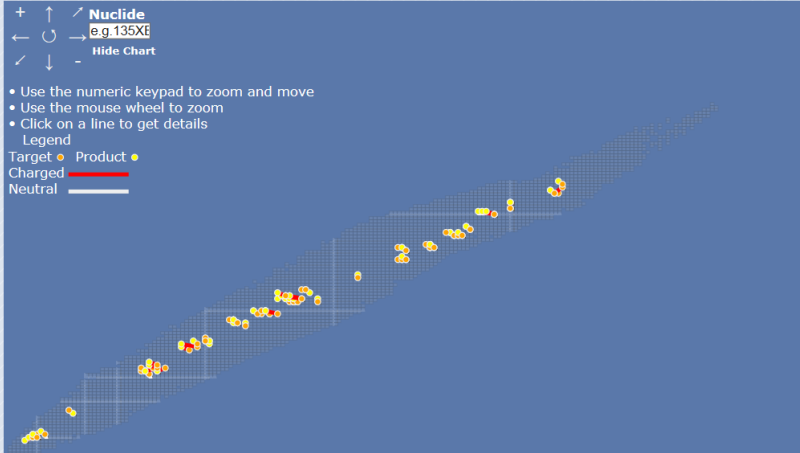 +
-
Nuclide
e.g.135XE
Hide Chart
• Use the numeric keypad to zoom and move
• Use the mouse wheel to zoom
• Click on a line to get details
Legend
Target Product
Charged
Neutral